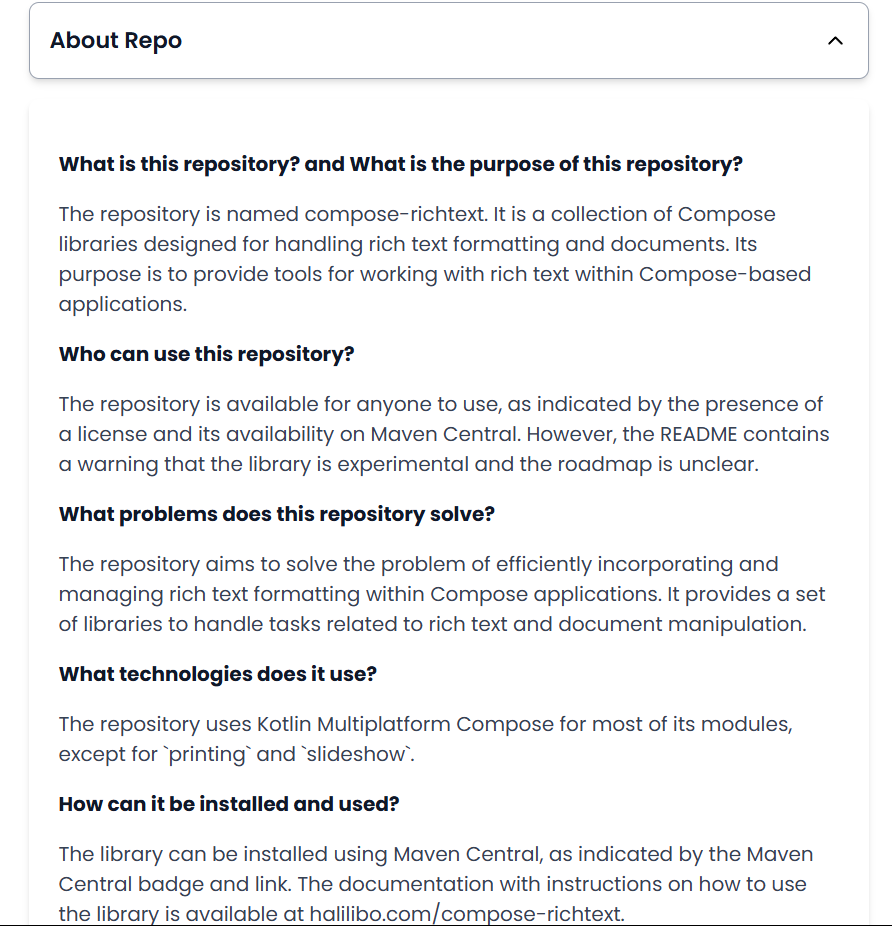 About Repo
What is this repository? and What is the purpose of this repository?
The repository is named compose-richtext. It is a collection of Compose
libraries designed for handling rich text formatting and documents. Its
purpose is to provide tools for working with rich text within Compose-based
applications.
Who can use this repository?
The repository is available for anyone to use, as indicated by the presence of
a license and its availability on Maven Central. However, the README contains
a warning that the library is experimental and the roadmap is unclear.
What problems does this repository solve?
The repository aims to solve the problem of efficiently incorporating and
managing rich text formatting within Compose applications. It provides a set
of libraries to handle tasks related to rich text and document manipulation.
What technologies does it use?
The repository uses Kotlin Multiplatform Compose for most of its modules,
except for `printing` and `slideshow`.
How can it be installed and used?
The library can be installed using Maven Central, as indicated by the Maven
Central badge and link. The documentation with instructions on how to use
the library is available at halilibo.com/compose-richtext.